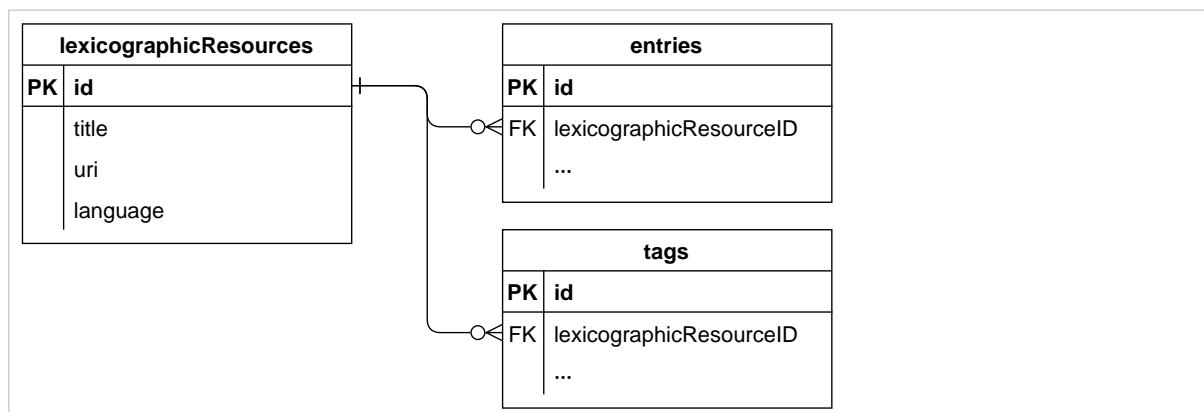 lexicographicResources
PK id
title
uri
language
entries
PK id
FK lexicographicResourceID
...
tags
PK id
FK lexicographicResourceID
...